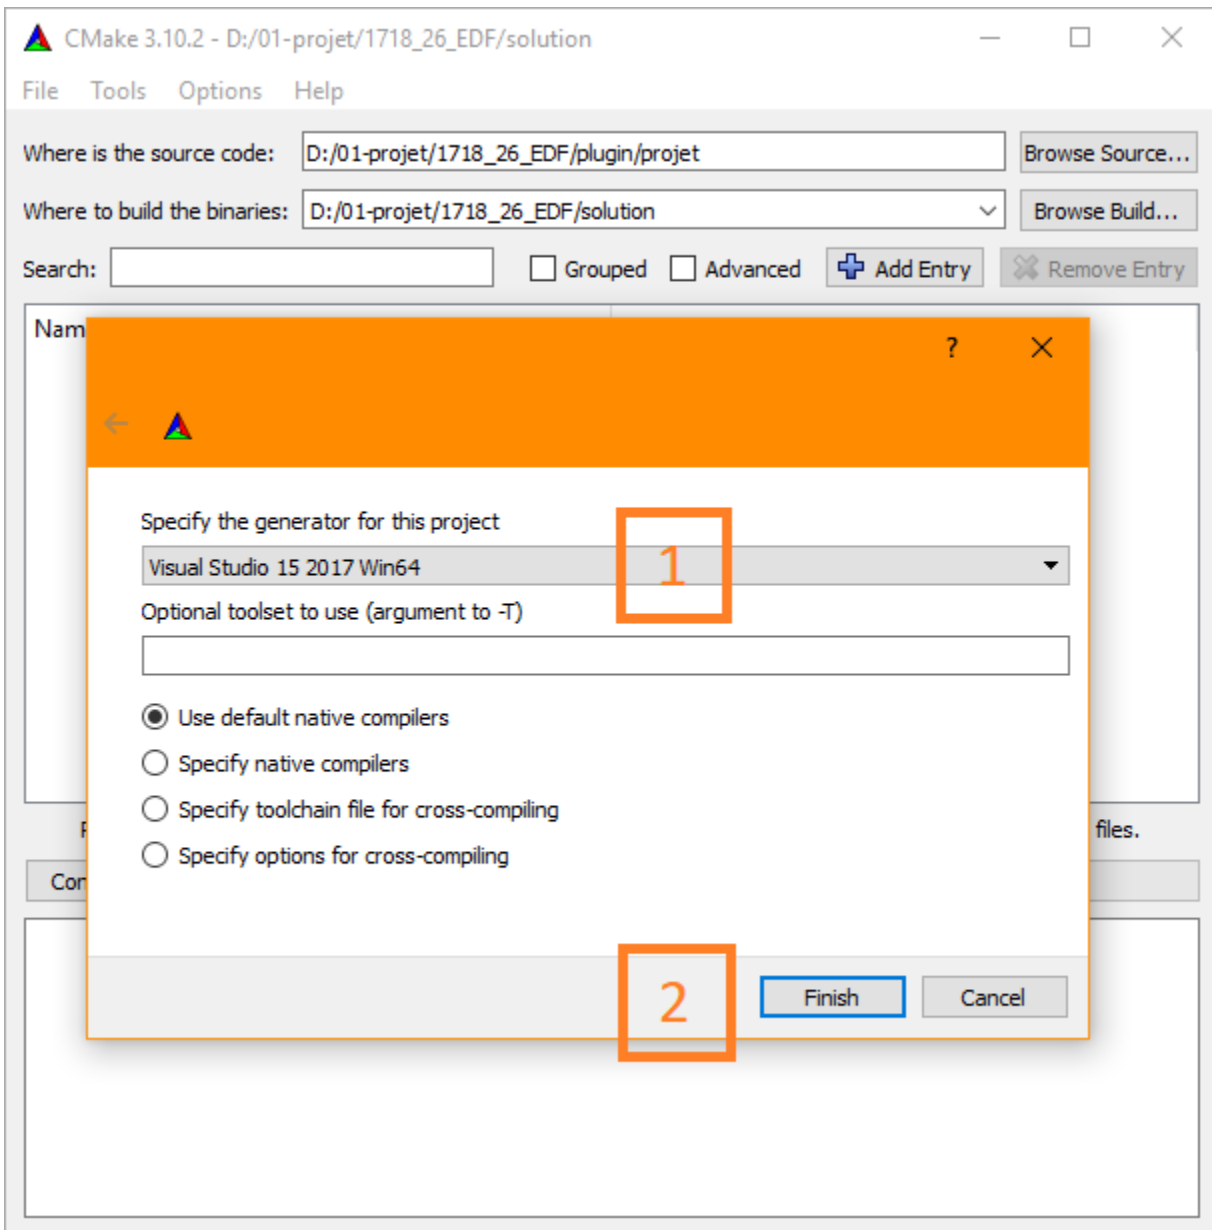 CMake 3.10.2 - D:/01-projet/1718_26_EDF/solution
File Tools Options Help
Where is the source code: D:/01-projet/1718_26_EDF/plugin/projet Browse Source...
Where to build the binaries: D:/01-projet/1718_26_EDF/solution Browse Build...
Search: Grouped Advanced Add Entry Remove Entry
Nam
?
Specify the generator for this project
Visual Studio 15 2017 Win64 1
Optional toolset to use (argument to -T)
Use default native compilers
Specify native compilers
Specify toolchain file for cross-compiling
files.
Specify options for cross-compiling
2 Finish Cancel